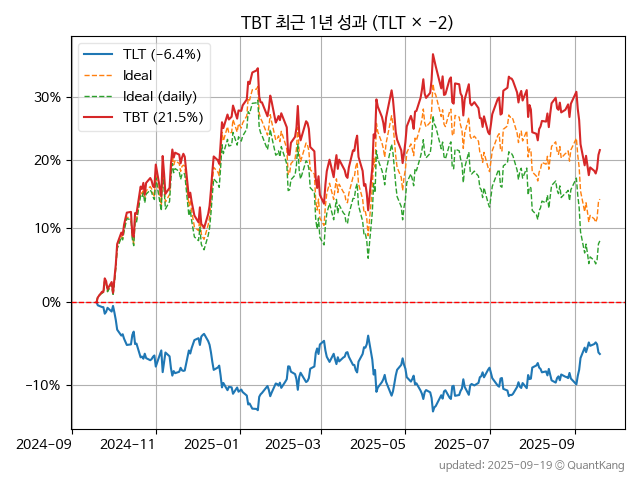 TBT 최근 1년 성과 (TLT × −2)
TLT (−6.4%)
Ideal
Ideal (daily)
TBT (21.5%)
30%
20%
10%
0%
−10%
2024-09 2024-11 2025-01 2025-03 2025-05 2025-07 2025-09
updated: 2025-09-19 © QuantKang